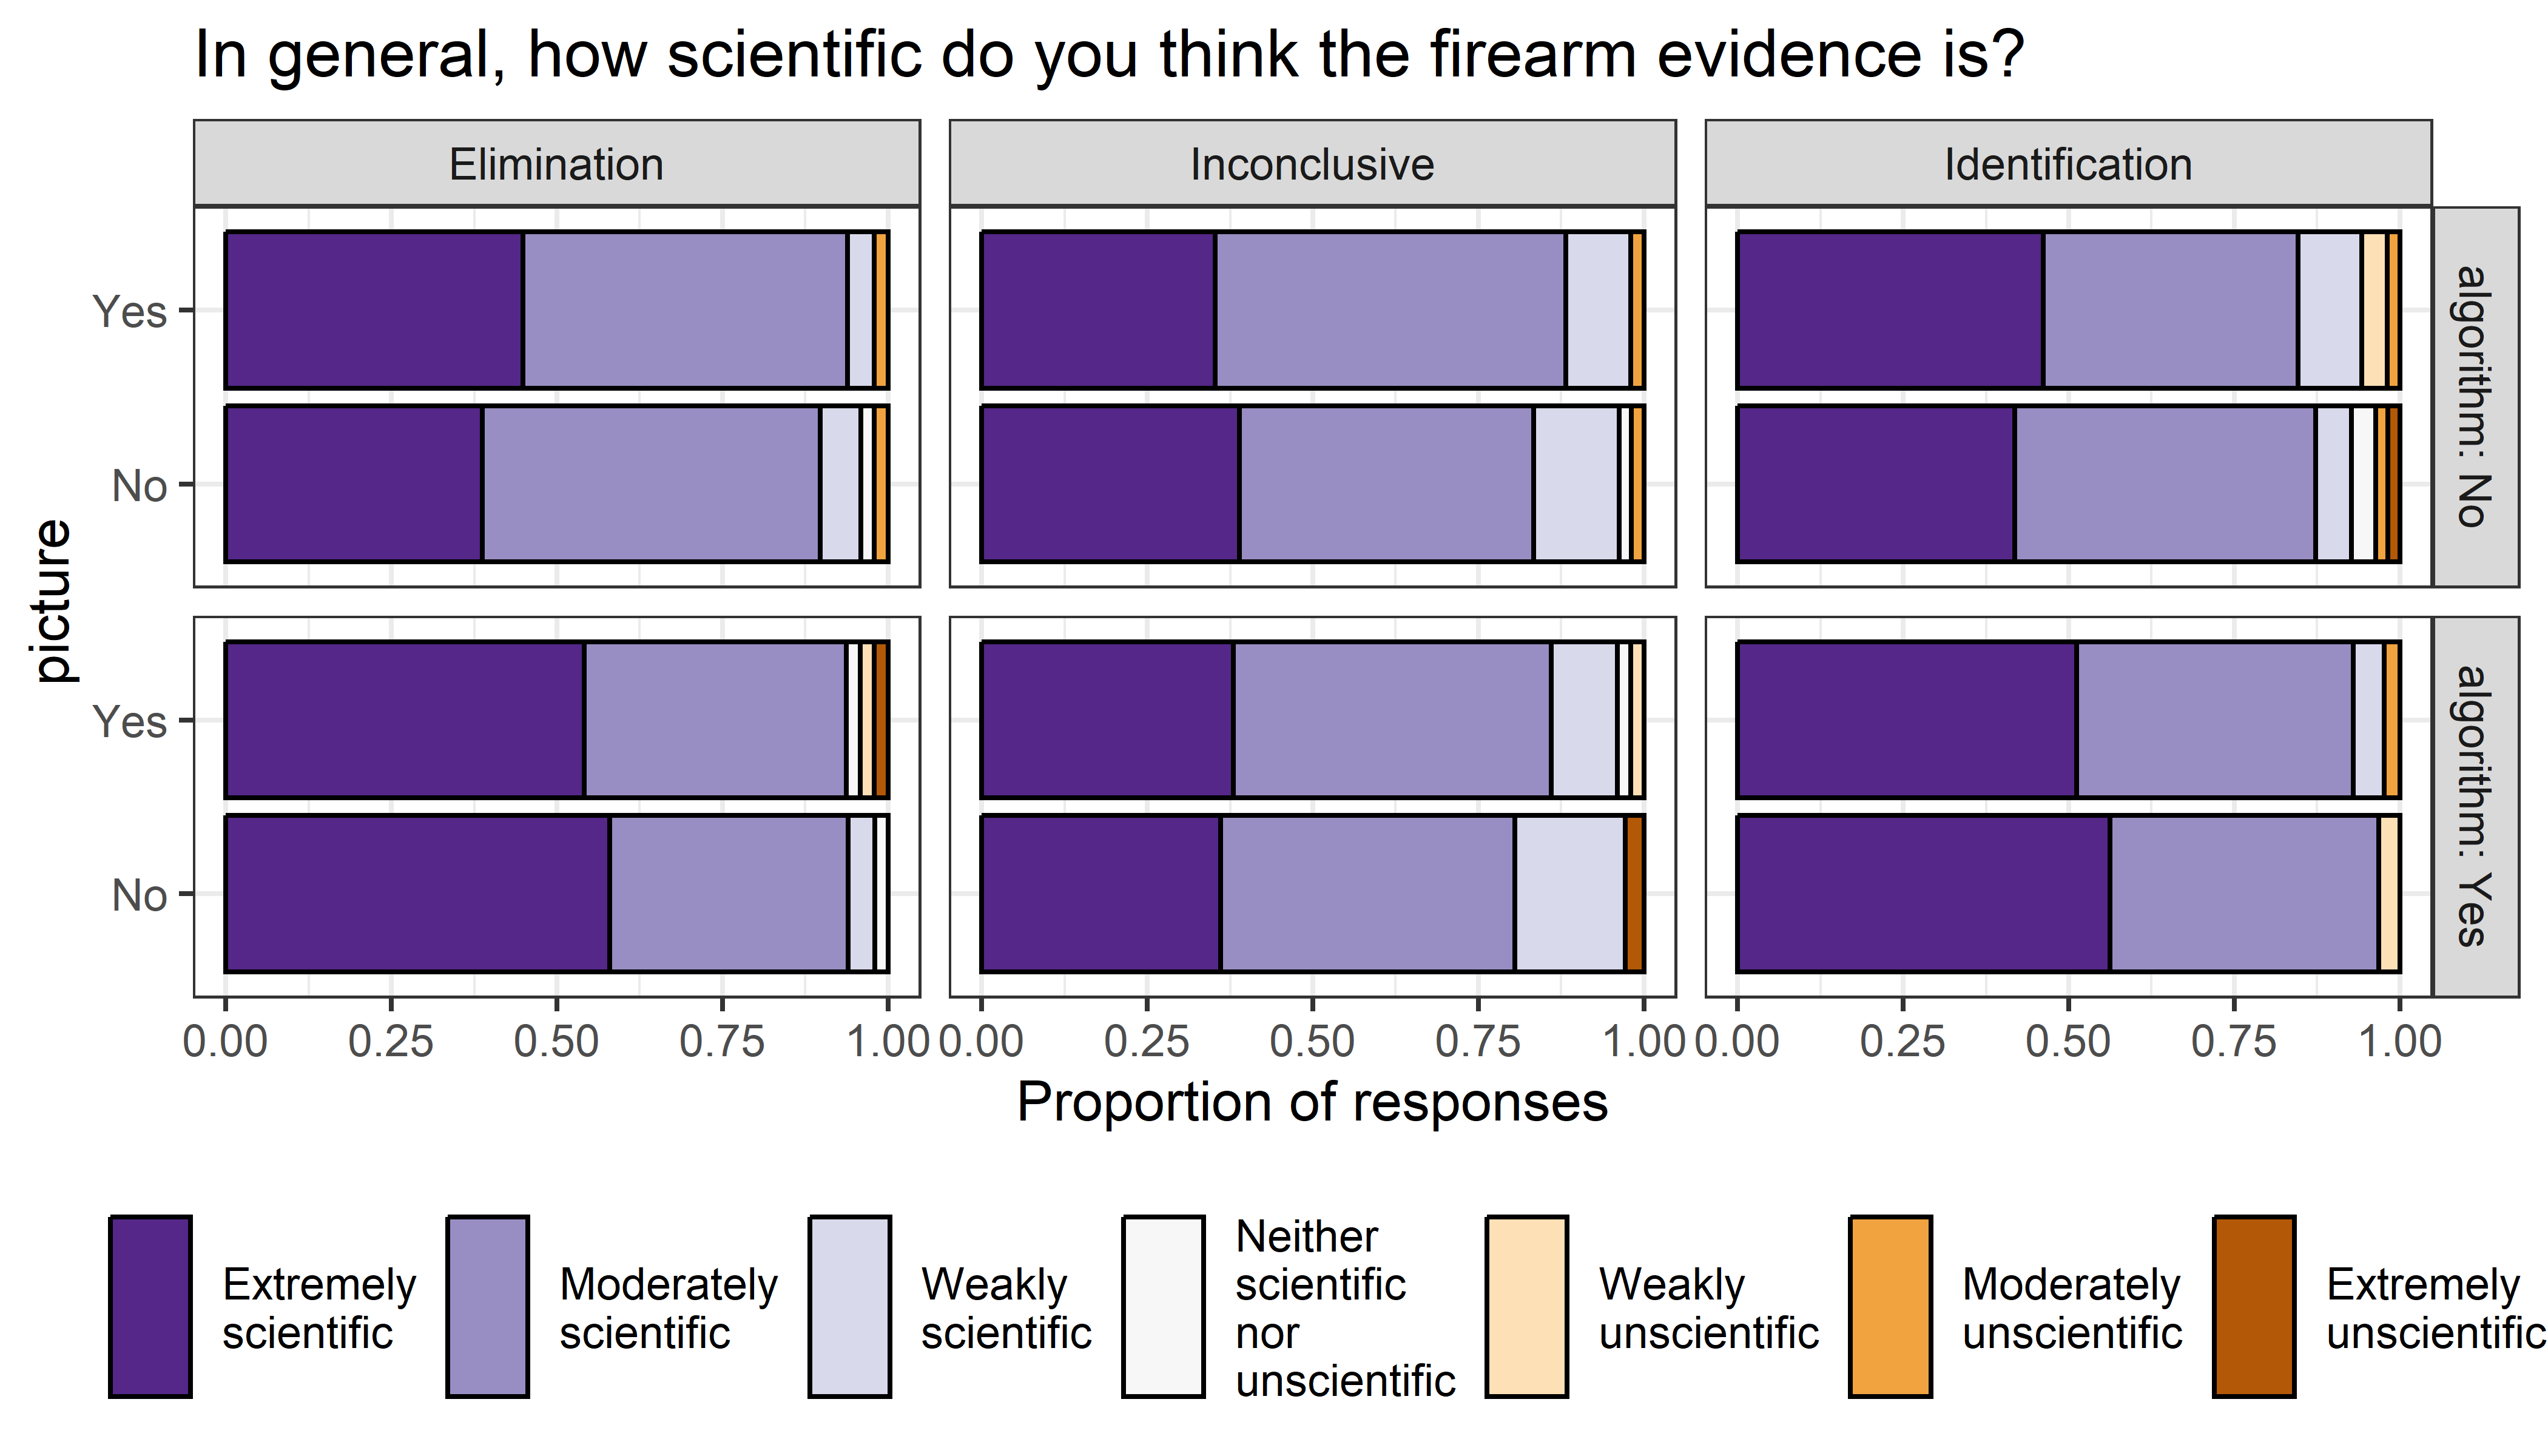 In general, how scientific do you think the firearm evidence is?
Elimination
Inconclusive
Identification
Yes
No
algorithm: No
picture
Yes
No
algorithm: Yes
0.00 0.25 0.50 0.75 1.00 0.00 0.25 0.50 0.75 1.00 0.00 0.25 0.50 0.75 1.00
Proportion of responses
Extremely
scientific
Moderately
scientific
Weakly
scientific
Neither
scientific
nor
unscientific
Weakly
unscientific
Moderately
unscientific
Extremely
unscientific